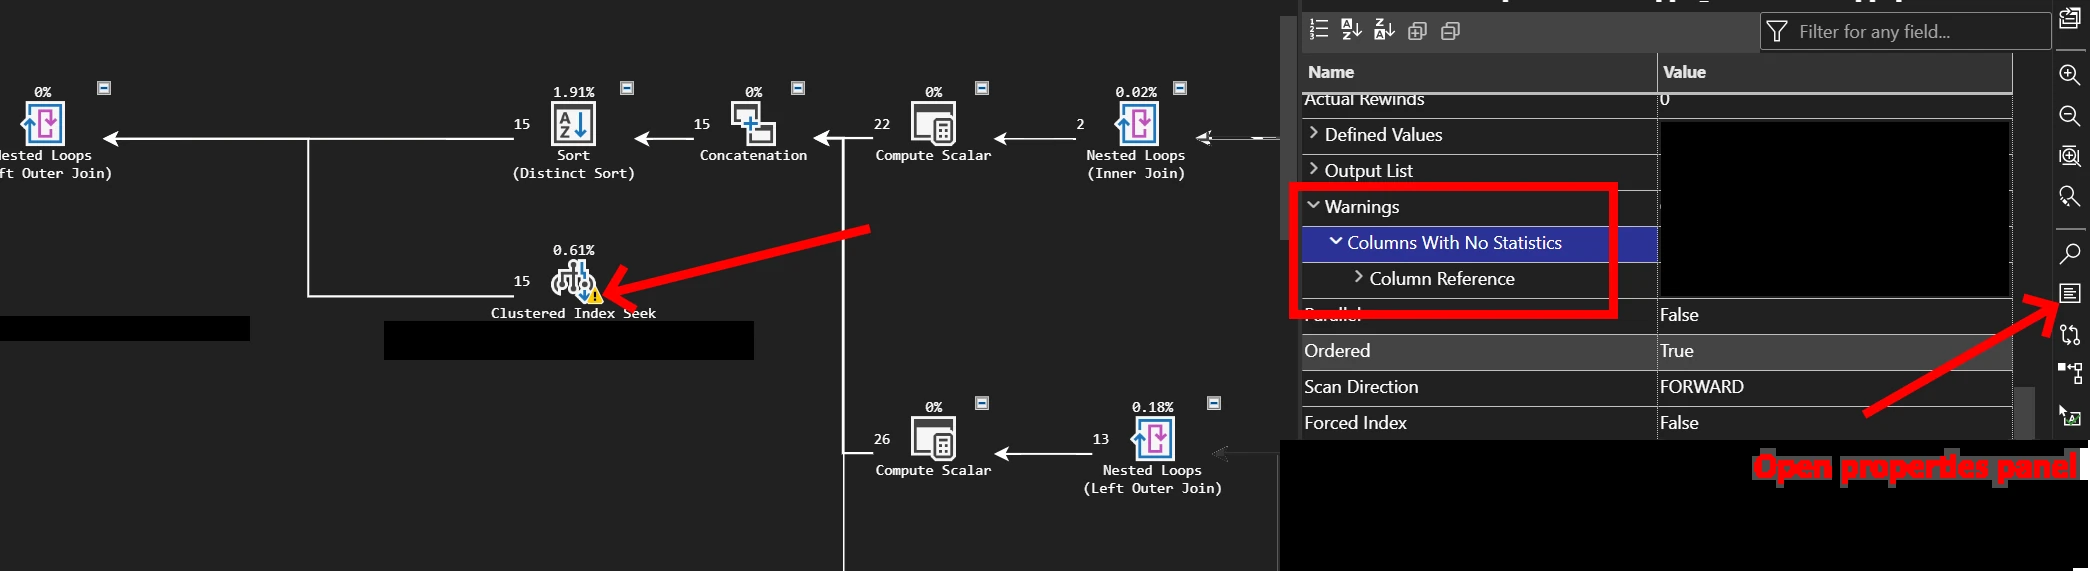 0%
ested Loops
ft Outer Join)
1.91%
15
Sort
(Distinct Sort)
0%
15
Concatenation
0%
22
Compute Scalar
0.02%
2
Nested Loops
(Inner Join)
0.61%
15
Clustered Index Seek
0%
26
Compute Scalar
0.18%
13
Nested Loops
(Left Outer Join)
Filter for any field...
Name Value
Actual Rewinds 0
Defined Values
Output List
Warnings
Columns With No Statistics
Column Reference
Parallel False
Ordered True
Scan Direction FORWARD
Forced Index False
Open properties panel